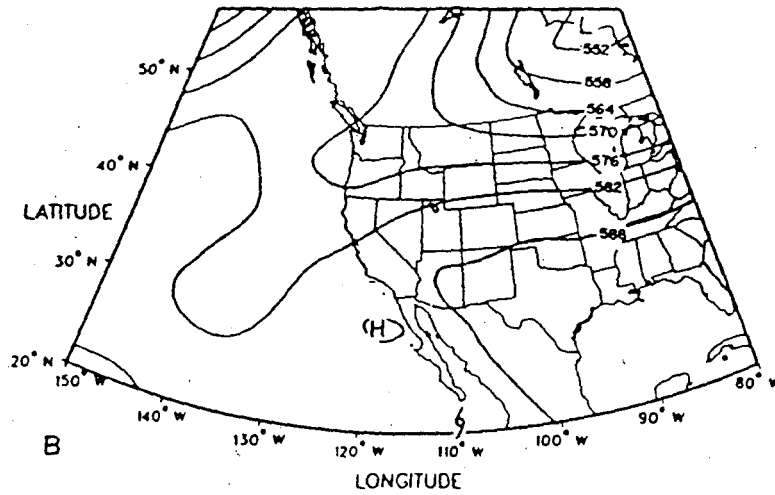 L
552
558
564
570
576
582
588
50° N
40° N
LATITUDE
30° N
20° N
(H)
150° W
140° W
130° W
120° W
110° W
100° W
90° W
80° W
B
LONGITUDE